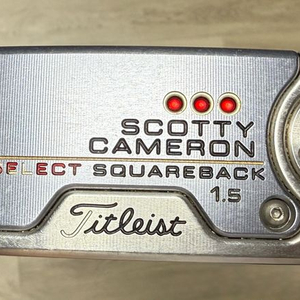 SCOTTY
CAMERON
SELECT SQUAREBACK
1.5
Titleist